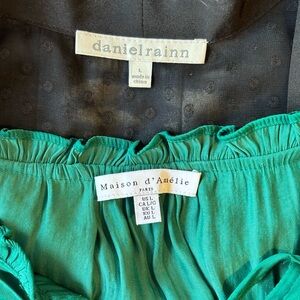 danielrainn
L
made in
china
Maison d'Amélie
PARIS
US L
CA L/G
UK L
EU L
AU L